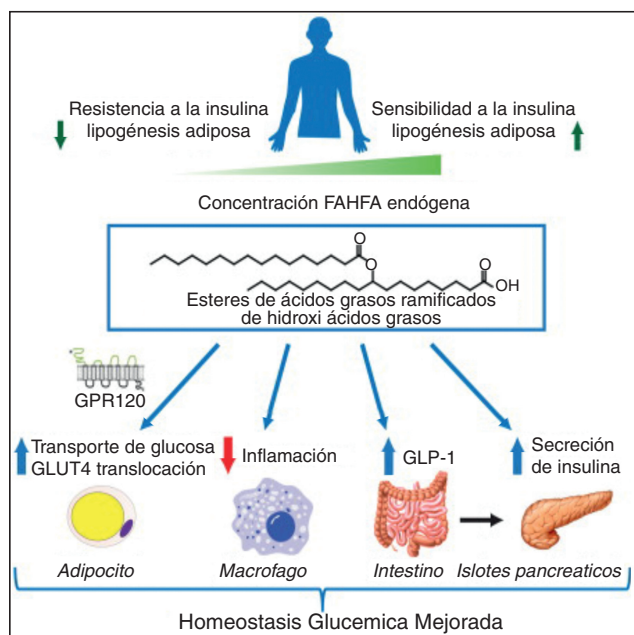 Resistencia a la insulina
lipogénesis adiposa
Sensibilidad a la insulina
lipogénesis adiposa
Concentración FAHFA endógena
O
O
OH
Esteres de ácidos grasos ramificados
de hidroxi ácidos grasos
GPR120
Transporte de glucosa
GLUT4 translocación
Inflamación
GLP-1
Secreción
de insulina
Adipocito
Macrofago
Intestino
Islotes pancreaticos
Homeostasis Glucemica Mejorada